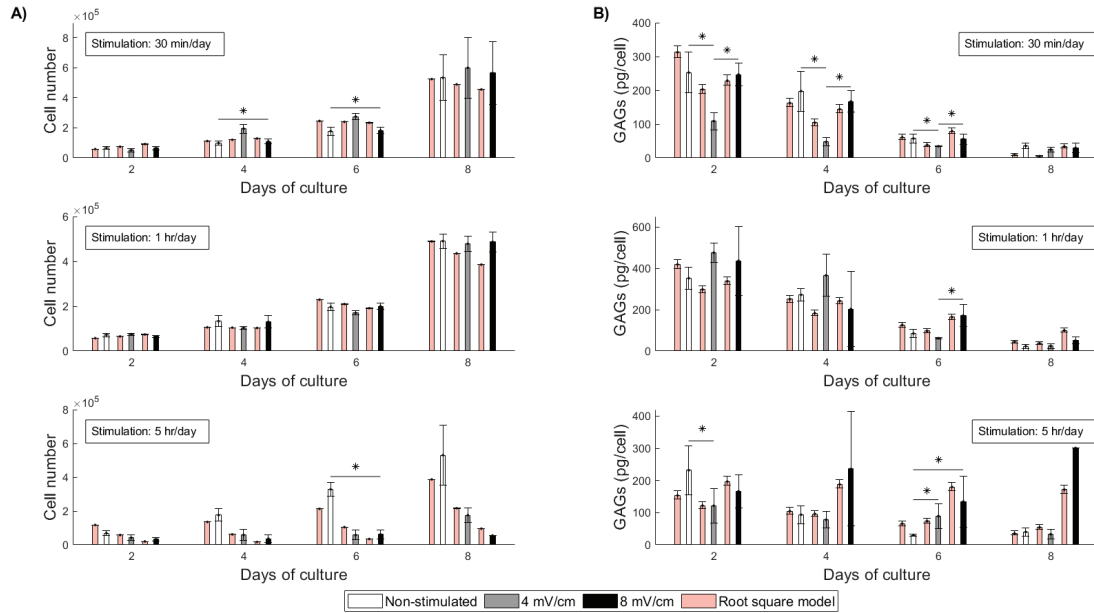 A)
×10^5
Cell number
8
6
4
2
0
Stimulation: 30 min/day
*
*
2 4 6 8
Days of culture
×10^5
Cell number
6
4
2
0
Stimulation: 1 hr/day
2 4 6 8
Days of culture
×10^5
Cell number
8
6
4
2
0
Stimulation: 5 hr/day
*
2 4 6 8
Days of culture
B)
GAGs (pg/cell)
400
300
200
100
0
Stimulation: 30 min/day
* *
* *
* *
2 4 6 8
Days of culture
GAGs (pg/cell)
600
400
200
0
Stimulation: 1 hr/day
*
2 4 6 8
Days of culture
GAGs (pg/cell)
400
300
200
100
0
Stimulation: 5 hr/day
*
*
*
2 4 6 8
Days of culture
Non-stimulated 4 mV/cm 8 mV/cm Root square model